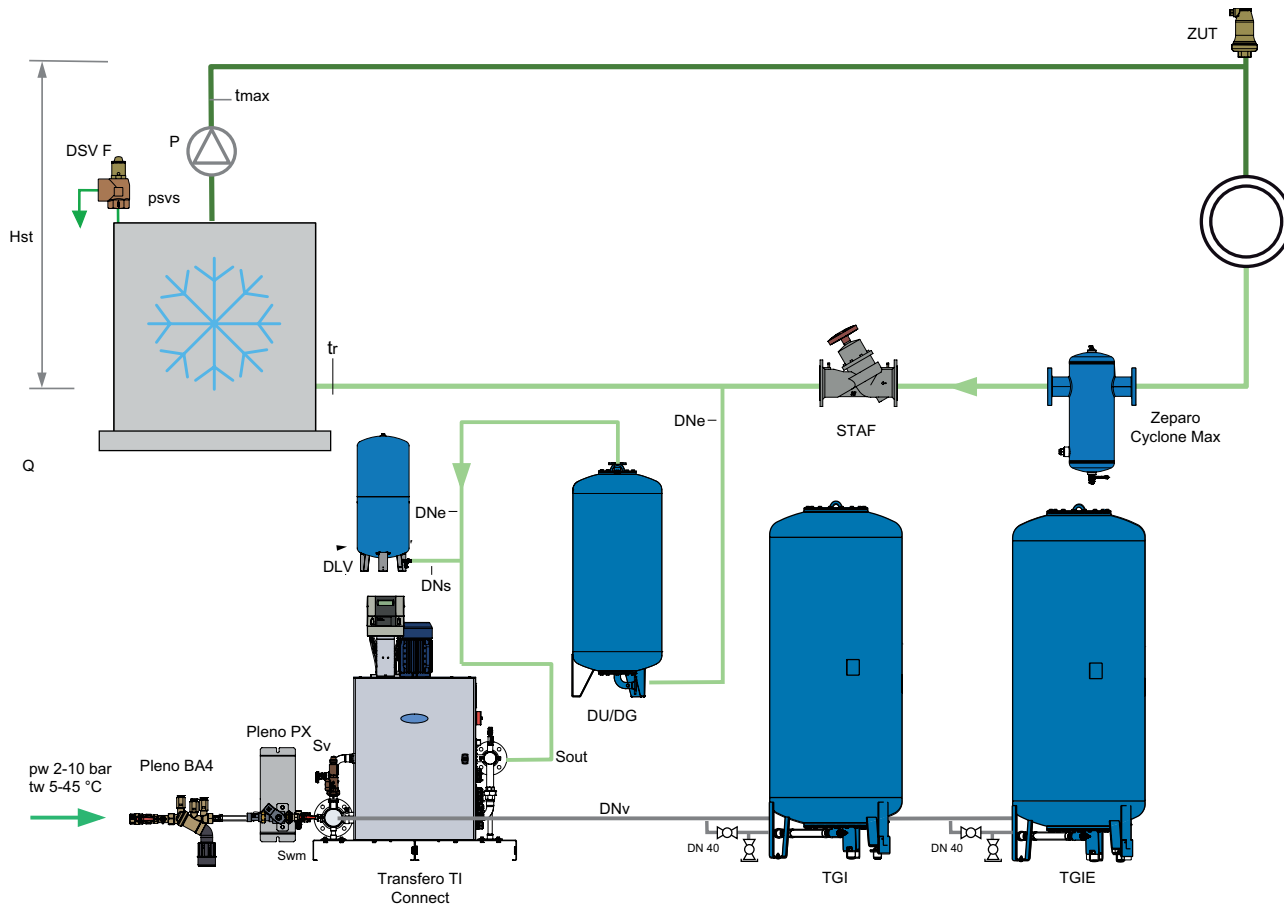 ZUT
tmax
P
DSV F
psvs
Hst
tr
DNe
STAF
Zeparo
Cyclone Max
Q
DNe
DLV
DNs
DU/DG
Pleno PX
Sv
Sout
pw 2-10 bar
tw 5-45 °C
Pleno BA4
DNv
Swm
DN 40
DN 40
Transfero TI
Connect
TGI
TGIE